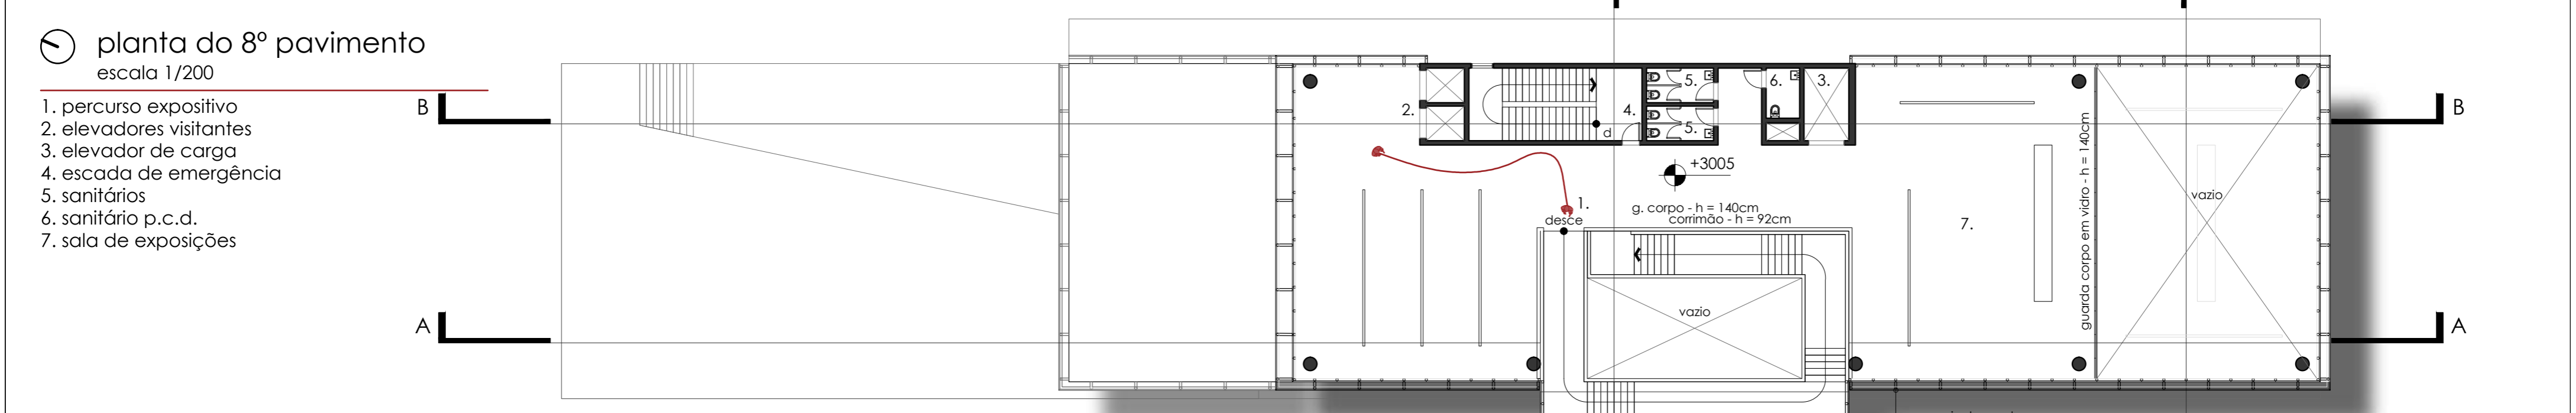 planta do 8º pavimento
escala 1/200
1. percurso expositivo
2. elevadores visitantes
3. elevador de carga
4. escada de emergência
5. sanitários
6. sanitário p.c.d.
7. sala de exposições
B
A
2.
4.
d
5.
5.
6.
3.
+3005
1.
desce
g. corpo - h = 140cm
corrimão - h = 92cm
vazio
7.
guarda corpo em vidro - h = 140cm
vazio
B
A